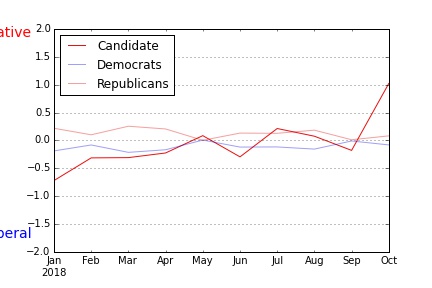 2.0
ative
Candidate
Democrats
Republicans
1.5
1.0
0.5
0.0
−0.5
−1.0
−1.5
beral
−2.0
Jan Feb Mar Apr May Jun Jul Aug Sep Oct
2018